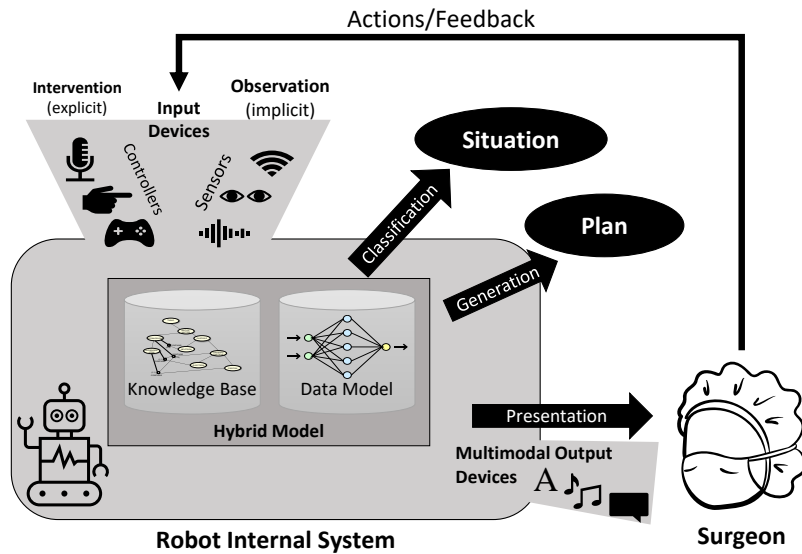 Actions/Feedback
Intervention
(explicit)
Input
Devices
Observation
(implicit)
Controllers
Sensors
Situation
Plan
Classification
Generation
Knowledge Base
Data Model
Hybrid Model
Presentation
Multimodal Output
Devices
A
Robot Internal System
Surgeon